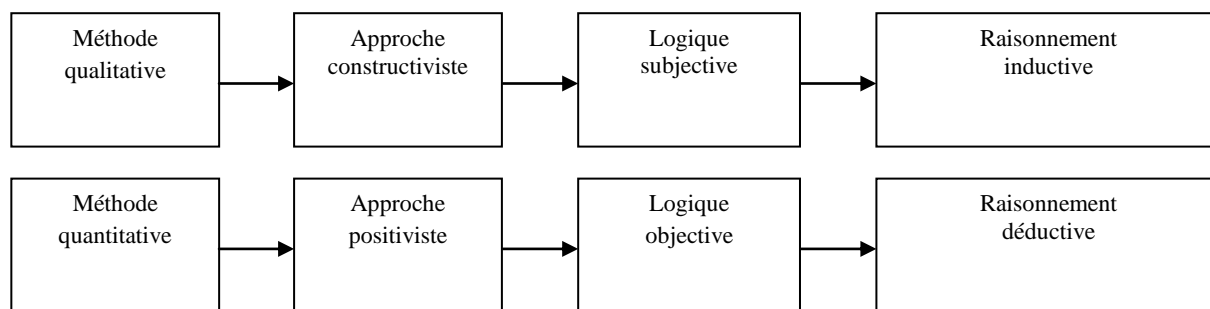 Méthode
qualitative
Approche
constructiviste
Logique
subjective
Raisonnement
inductive
Méthode
quantitative
Approche
positiviste
Logique
objective
Raisonnement
déductive